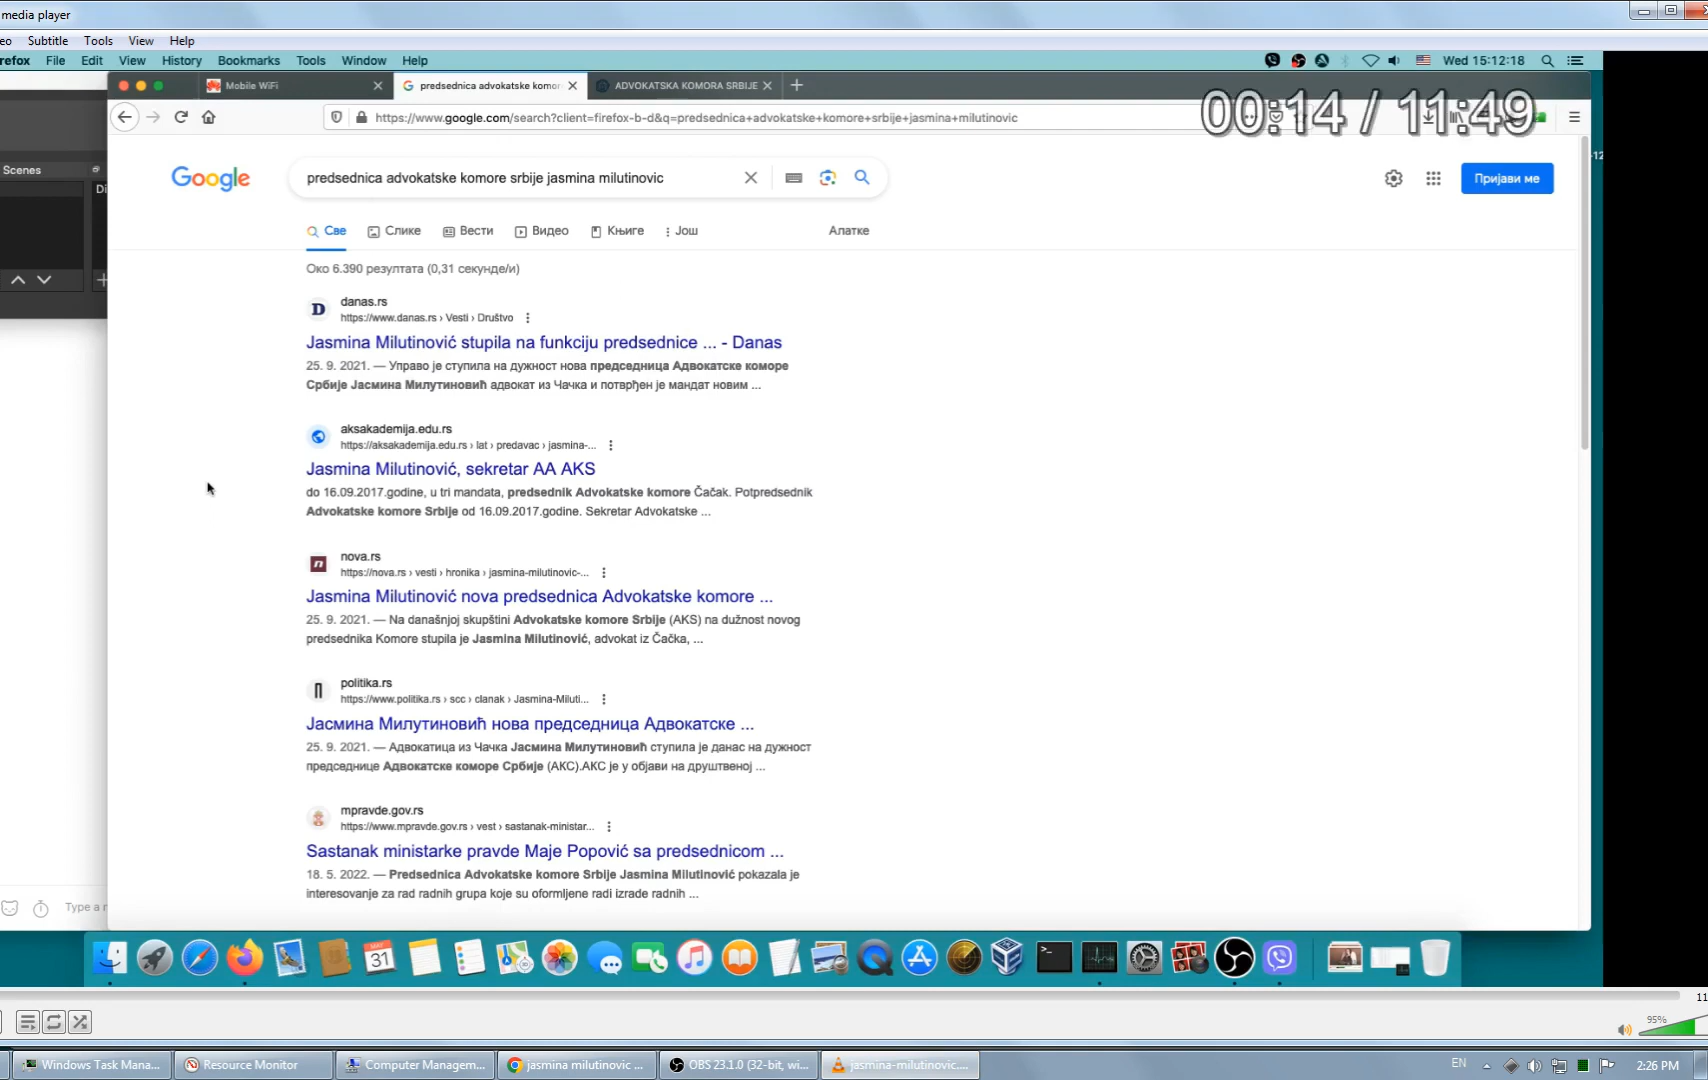 media player
eo Subtitle Tools View Help
refox File Edit View History Bookmarks Tools Window Help
Wed 15:12:18
Mobile WiFi
predsednica advokatske komor
ADVOKATSKA KOMORA SRBIJE
https://www.google.com/search?client=firefox-b-d&q=predsednica+advokatske+komore+srbije+jasmina+milutinovic
00:14 / 11:49
Scenes
Di
Google
predsednica advokatske komore srbije jasmina milutinovic
Пријави ме
Све Слике Вести Видео Књиге Још Алатке
Око 6.390 резултата (0,31 секунде/и)
danas.rs
https://www.danas.rs › Vesti › Društvo
Jasmina Milutinović stupila na funkciju predsednice ... - Danas
25. 9. 2021. — Управо је ступила на дужност нова председница Адвокатске коморе
Србије Јасмина Милутиновић адвокат из Чачка и потврђен је мандат новим ...
aksakademija.edu.rs
https://aksakademija.edu.rs › lat › predavac › jasmina-...
Jasmina Milutinović, sekretar AA AKS
do 16.09.2017.godine, u tri mandata, predsednik Advokatske komore Čačak. Potpredsednik
Advokatske komore Srbije od 16.09.2017.godine. Sekretar Advokatske ...
nova.rs
https://nova.rs › vesti › hronika › jasmina-milutinovic-...
Jasmina Milutinović nova predsednica Advokatske komore ...
25. 9. 2021. — Na današnjoj skupštini Advokatske komore Srbije (AKS) na dužnost novog
predsednika Komore stupila je Jasmina Milutinović, advokat iz Čačka, ...
politika.rs
https://www.politika.rs › scc › clanak › Jasmina-Miluti...
Јасмина Милутиновић нова председница Адвокатске ...
25. 9. 2021. — Адвокатица из Чачка Јасмина Милутиновић ступила је данас на дужност
председнице Адвокатске коморе Србије (АКС).АКС је у објави на друштвеној ...
mpravde.gov.rs
https://www.mpravde.gov.rs › vest › sastanak-ministar...
Sastanak ministarke pravde Maje Popović sa predsednicom ...
18. 5. 2022. — Predsednica Advokatske komore Srbije Jasmina Milutinović pokazala je
interesovanje za rad radnih grupa koje su oformljene radi izrade radnih ...
Type a
31
11
95%
Windows Task Mana...
Resource Monitor
Computer Managem...
jasmina milutinovic ...
OBS 23.1.0 (32-bit, wi...
jasmina-milutinovic....
EN
2:26 PM